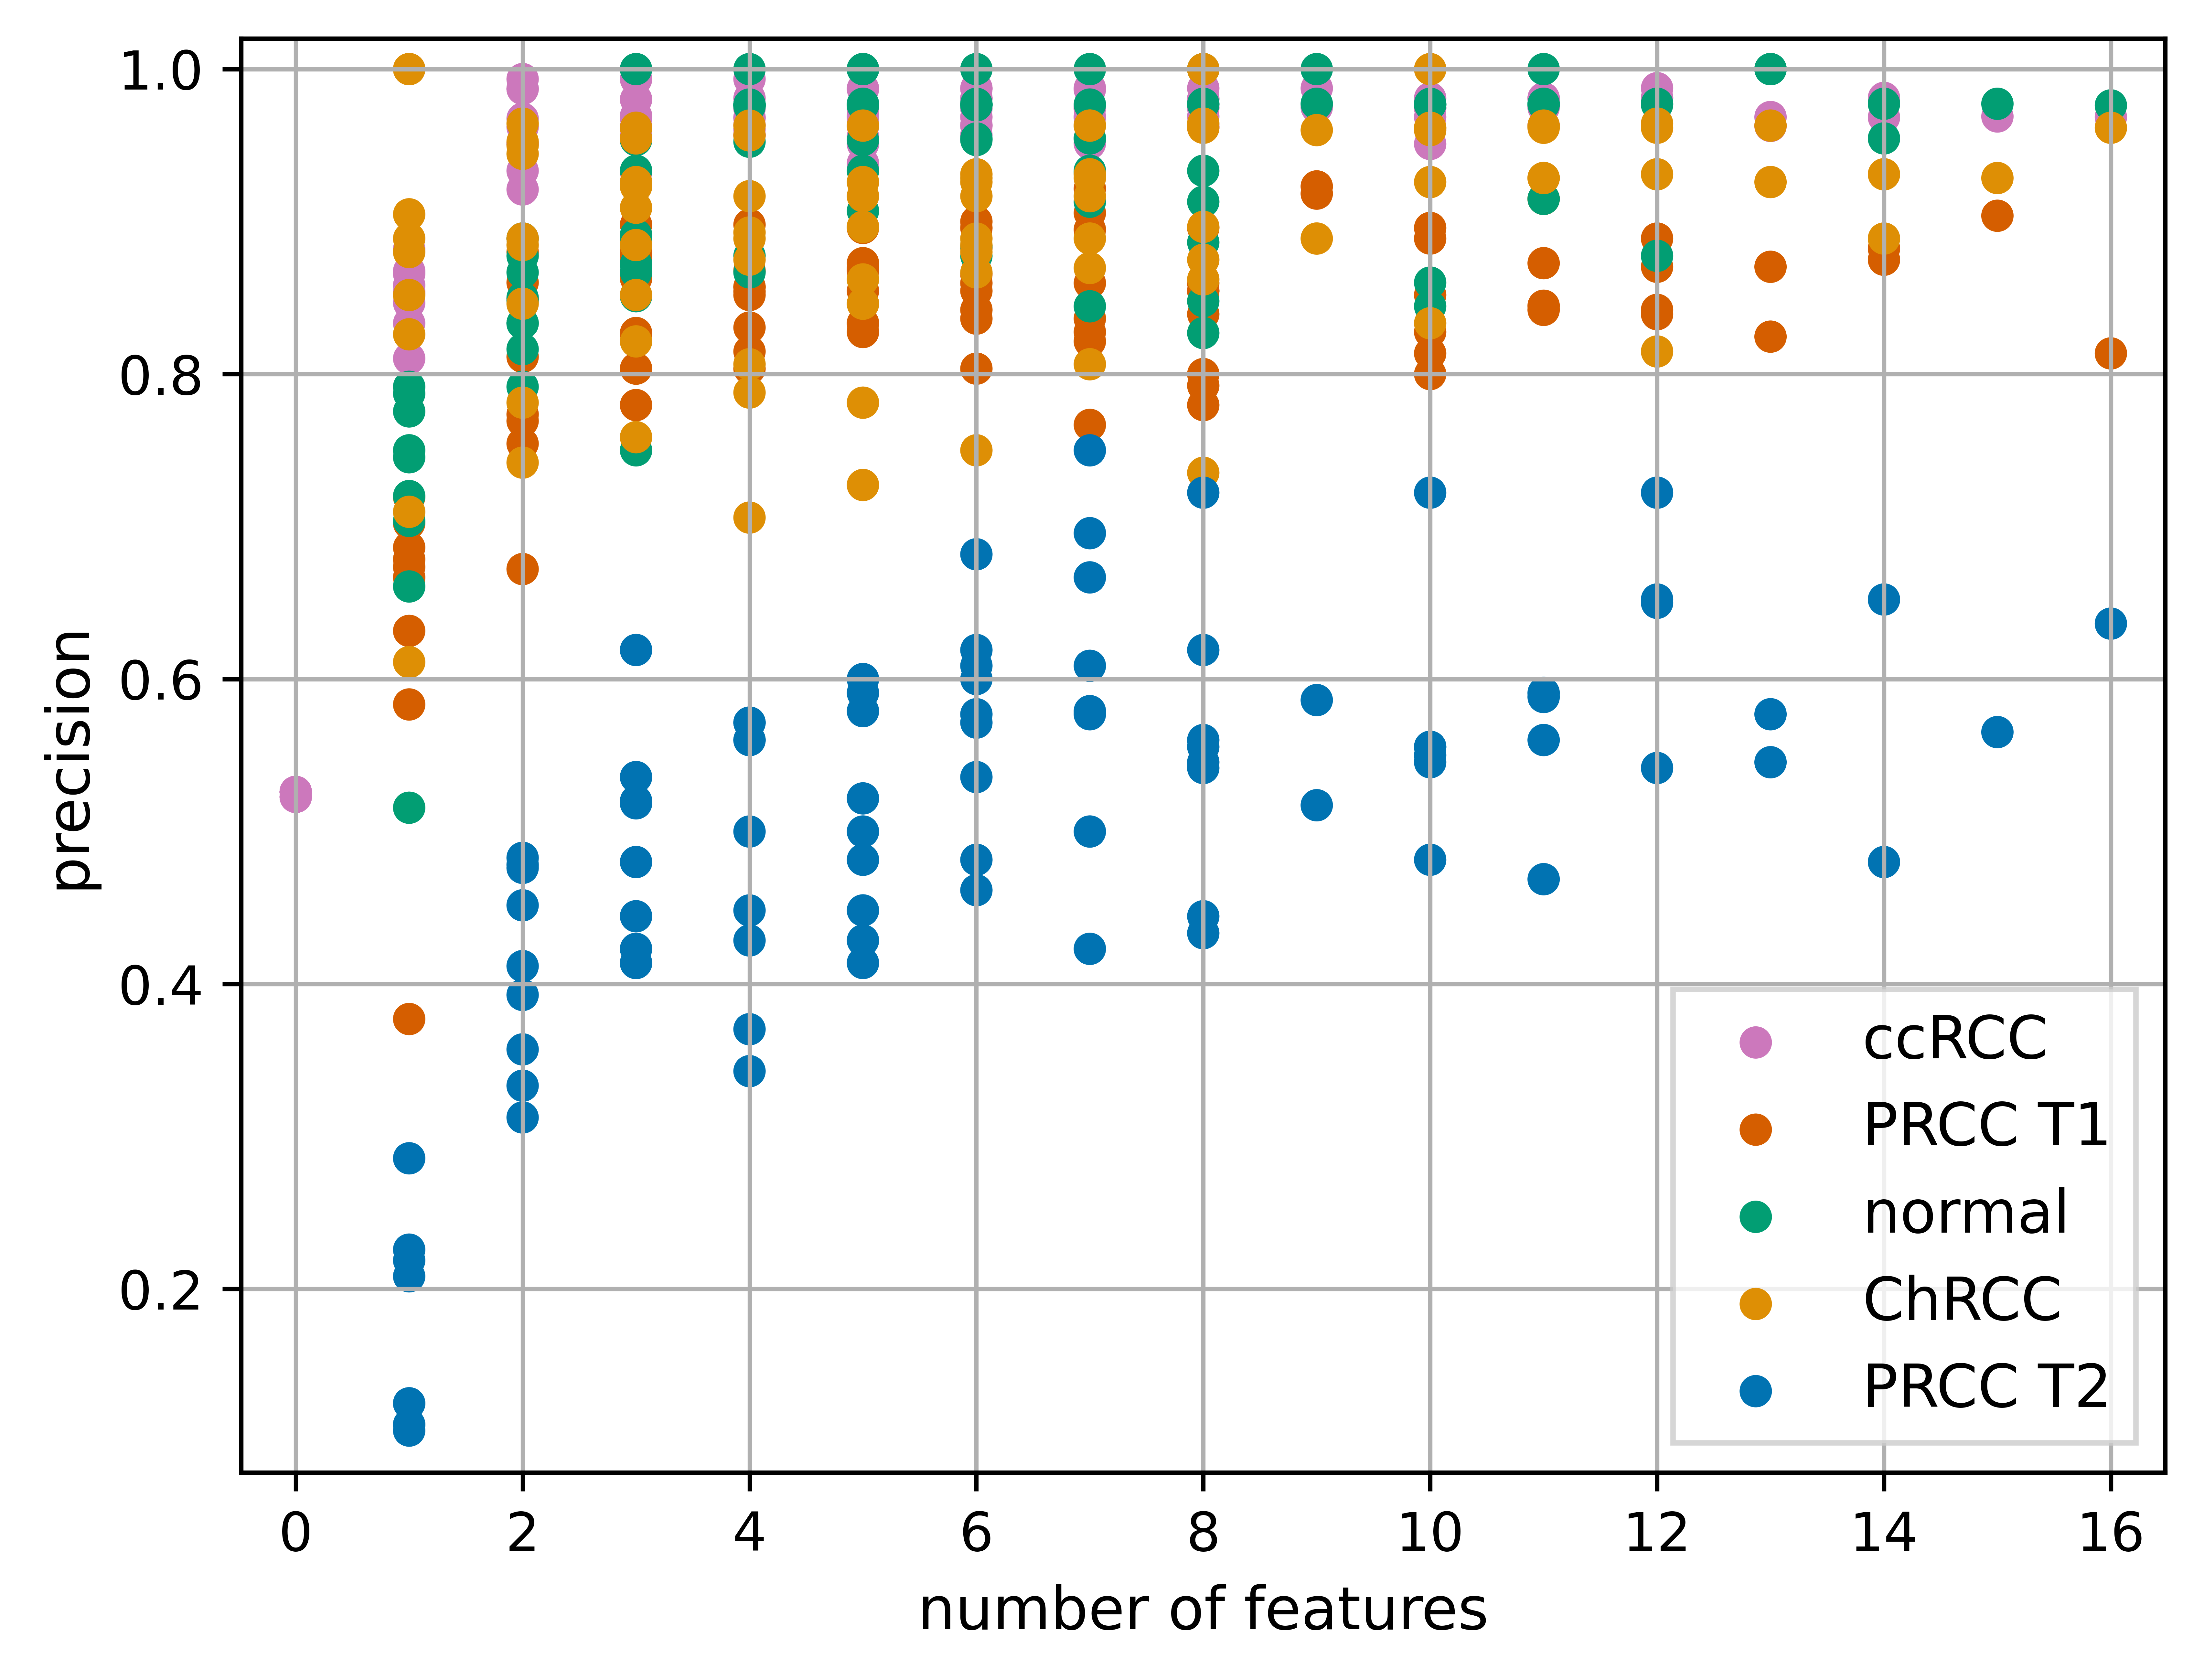 1.0
0.8
0.6
0.4
0.2
precision
0 2 4 6 8 10 12 14 16
number of features
ccRCC
PRCC T1
normal
ChRCC
PRCC T2